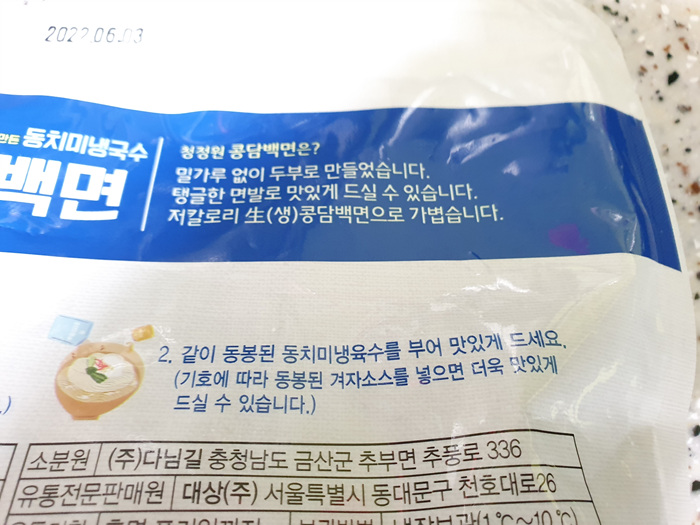 2022.06.03
만든 동치미냉국수
백면
청정원 콩담백면은?
밀가루 없이 두부로 만들었습니다.
탱글한 면발로 맛있게 드실 수 있습니다.
저칼로리 生(생)콩담백면으로 가볍습니다.
2. 같이 동봉된 동치미냉육수를 부어 맛있게 드세요.
(기호에 따라 동봉된 겨자소스를 넣으면 더욱 맛있게
드실 수 있습니다.)
.)
소분원 (주)다님길 충청남도 금산군 추부면 추풍로 336
유통전문판매원 대상(주) 서울특별시 동대문구 천호대로26
냉장보관(1℃~10℃)